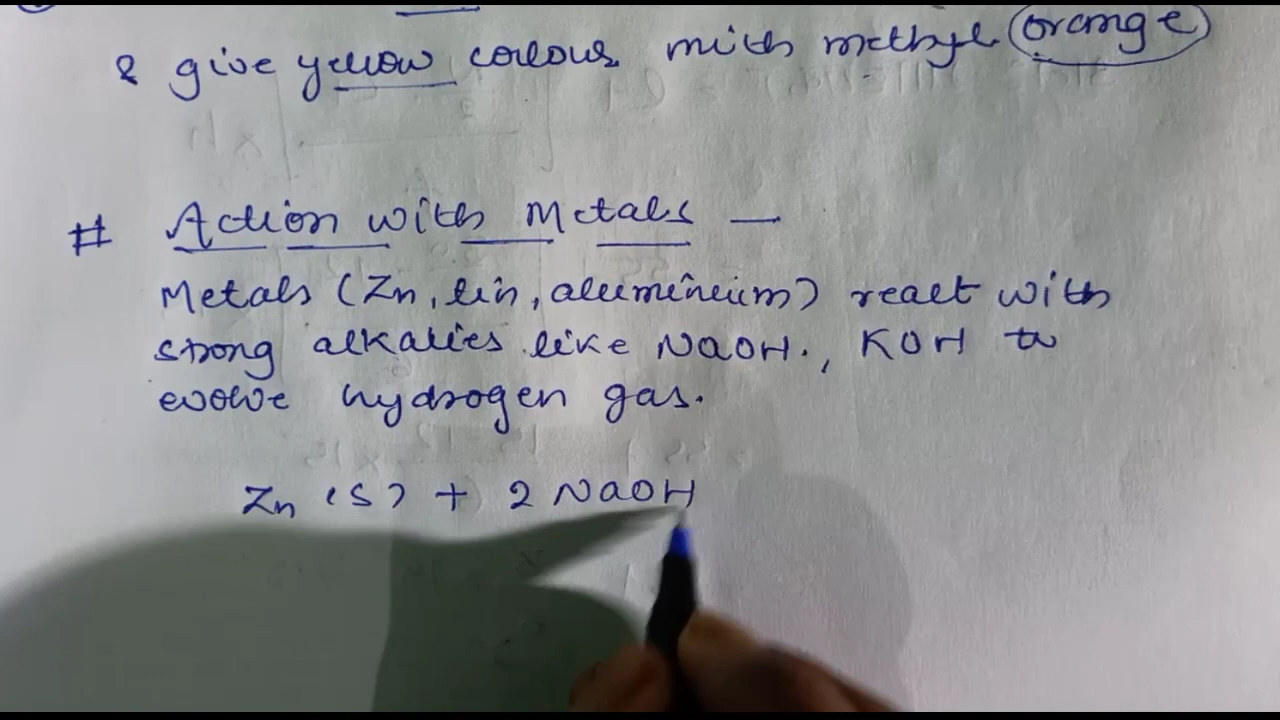 & give yellow colour with methyl orange
# Action with Metals —
Metals (Zn, tin, aluminium) react with
strong alkalies like NaOH., KOH to
evolve hydrogen gas.
Zn (s) + 2 NaOH